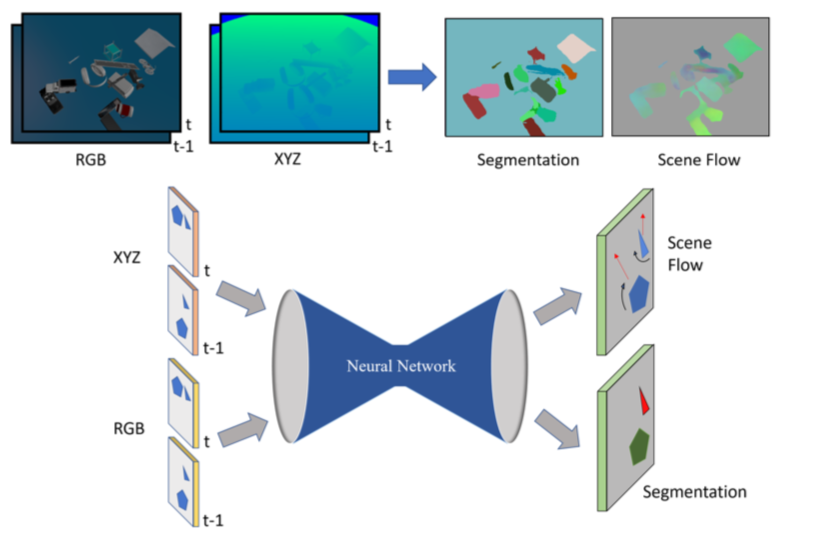 t
t-1
RGB
t
t-1
XYZ
Segmentation
Scene Flow
XYZ
t
t-1
RGB
t
t-1
Neural Network
Scene
Flow
Segmentation